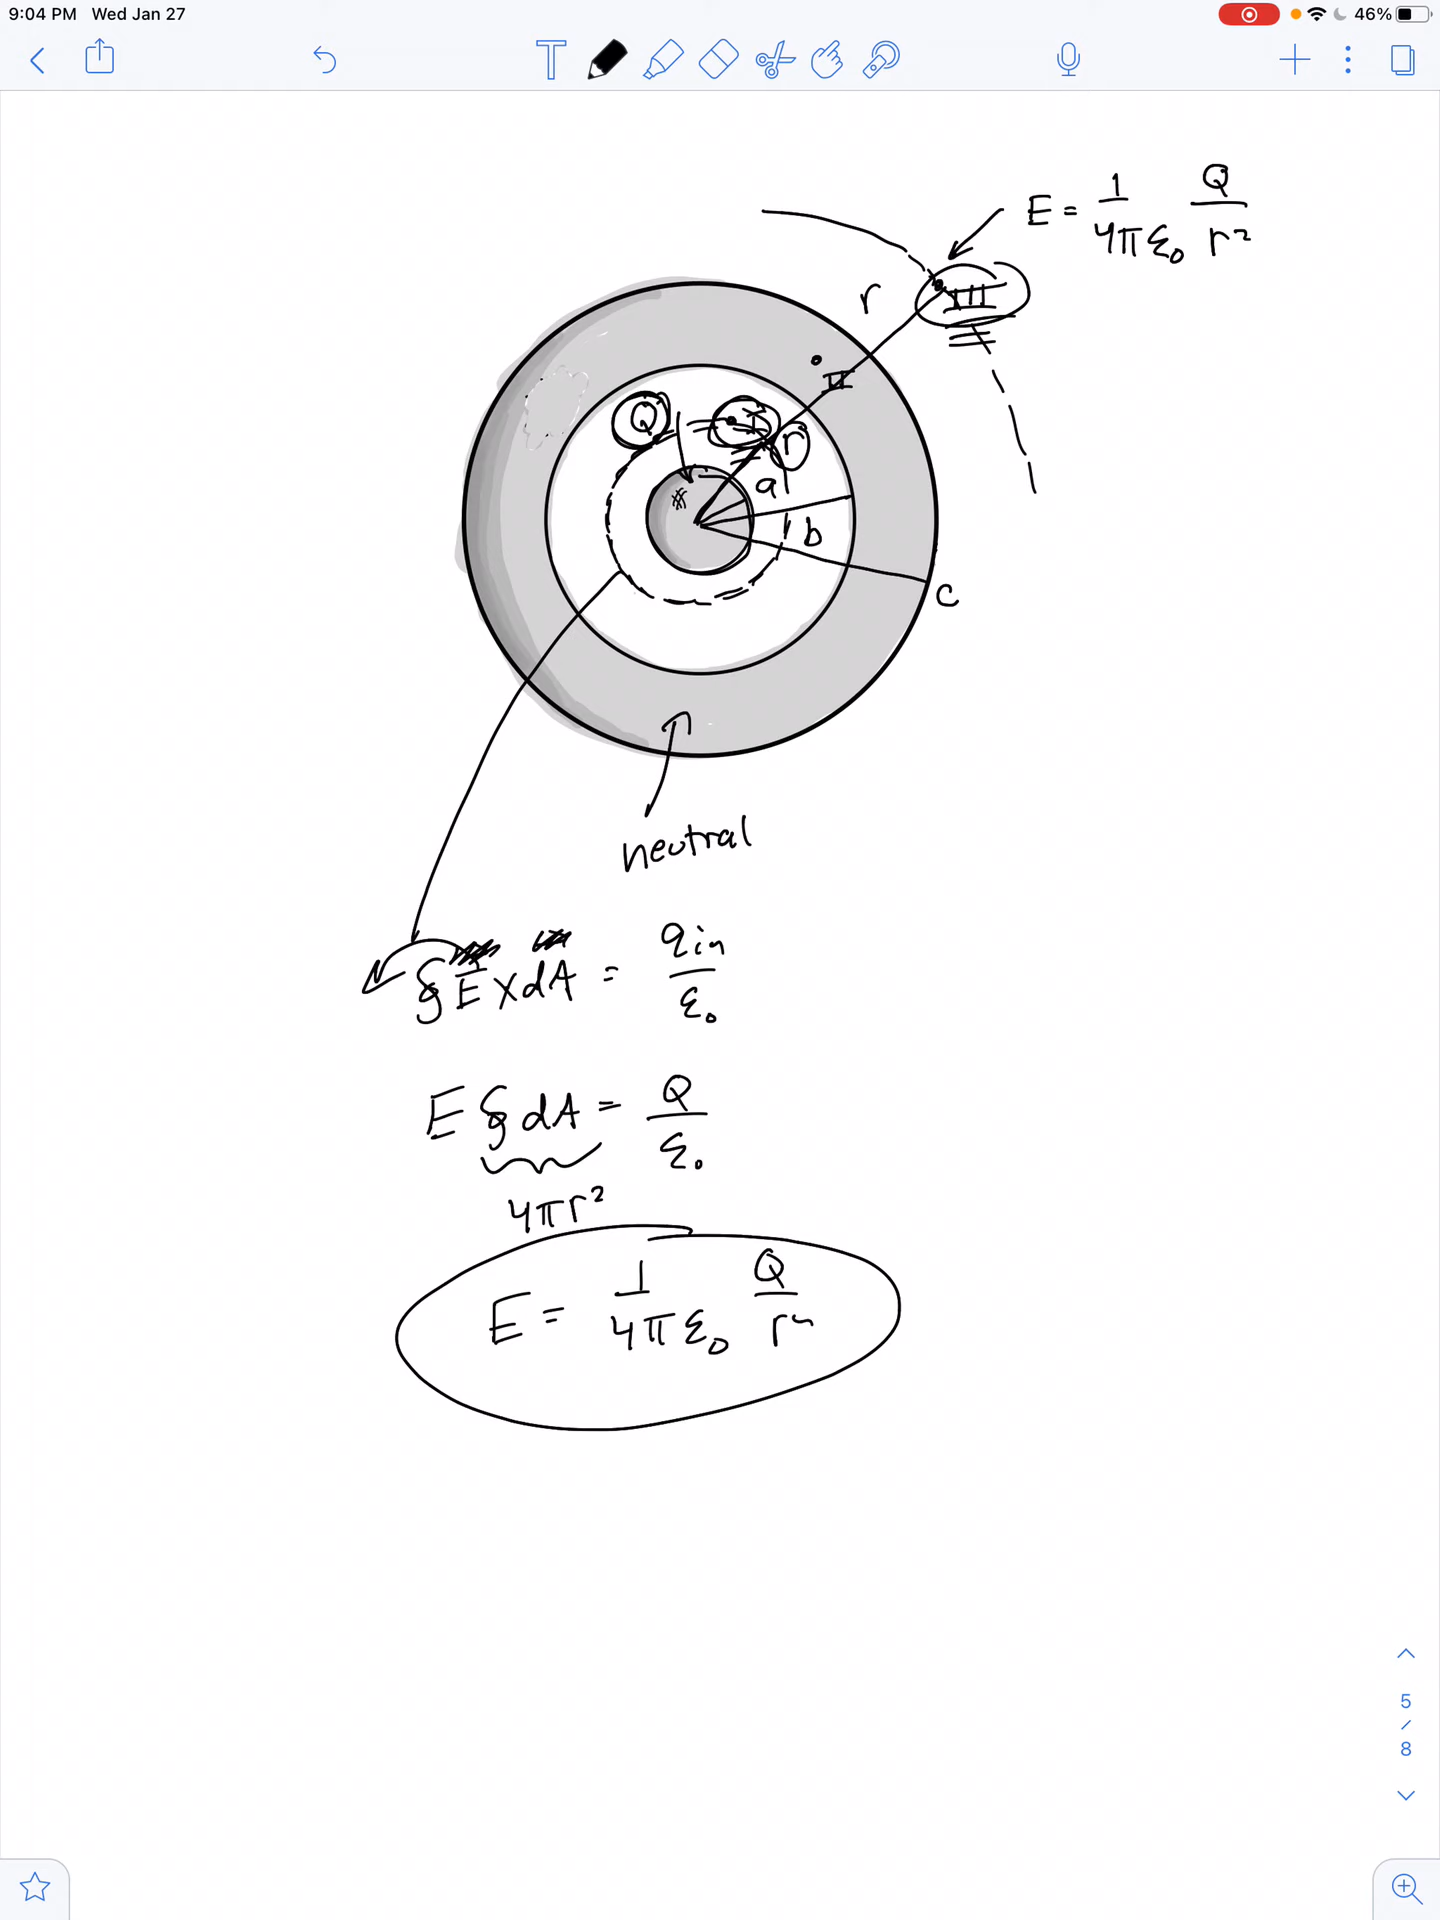 9:04 PM Wed Jan 27
46%
E = 1/4πε₀ Q/r²
r
III
II
Q
I
r
a
b
c
neutral
∮ E x dA = qin/ε₀
E ∮ dA = Q/ε₀
4πr²
E = 1/4πε₀ Q/r²
5
/
8